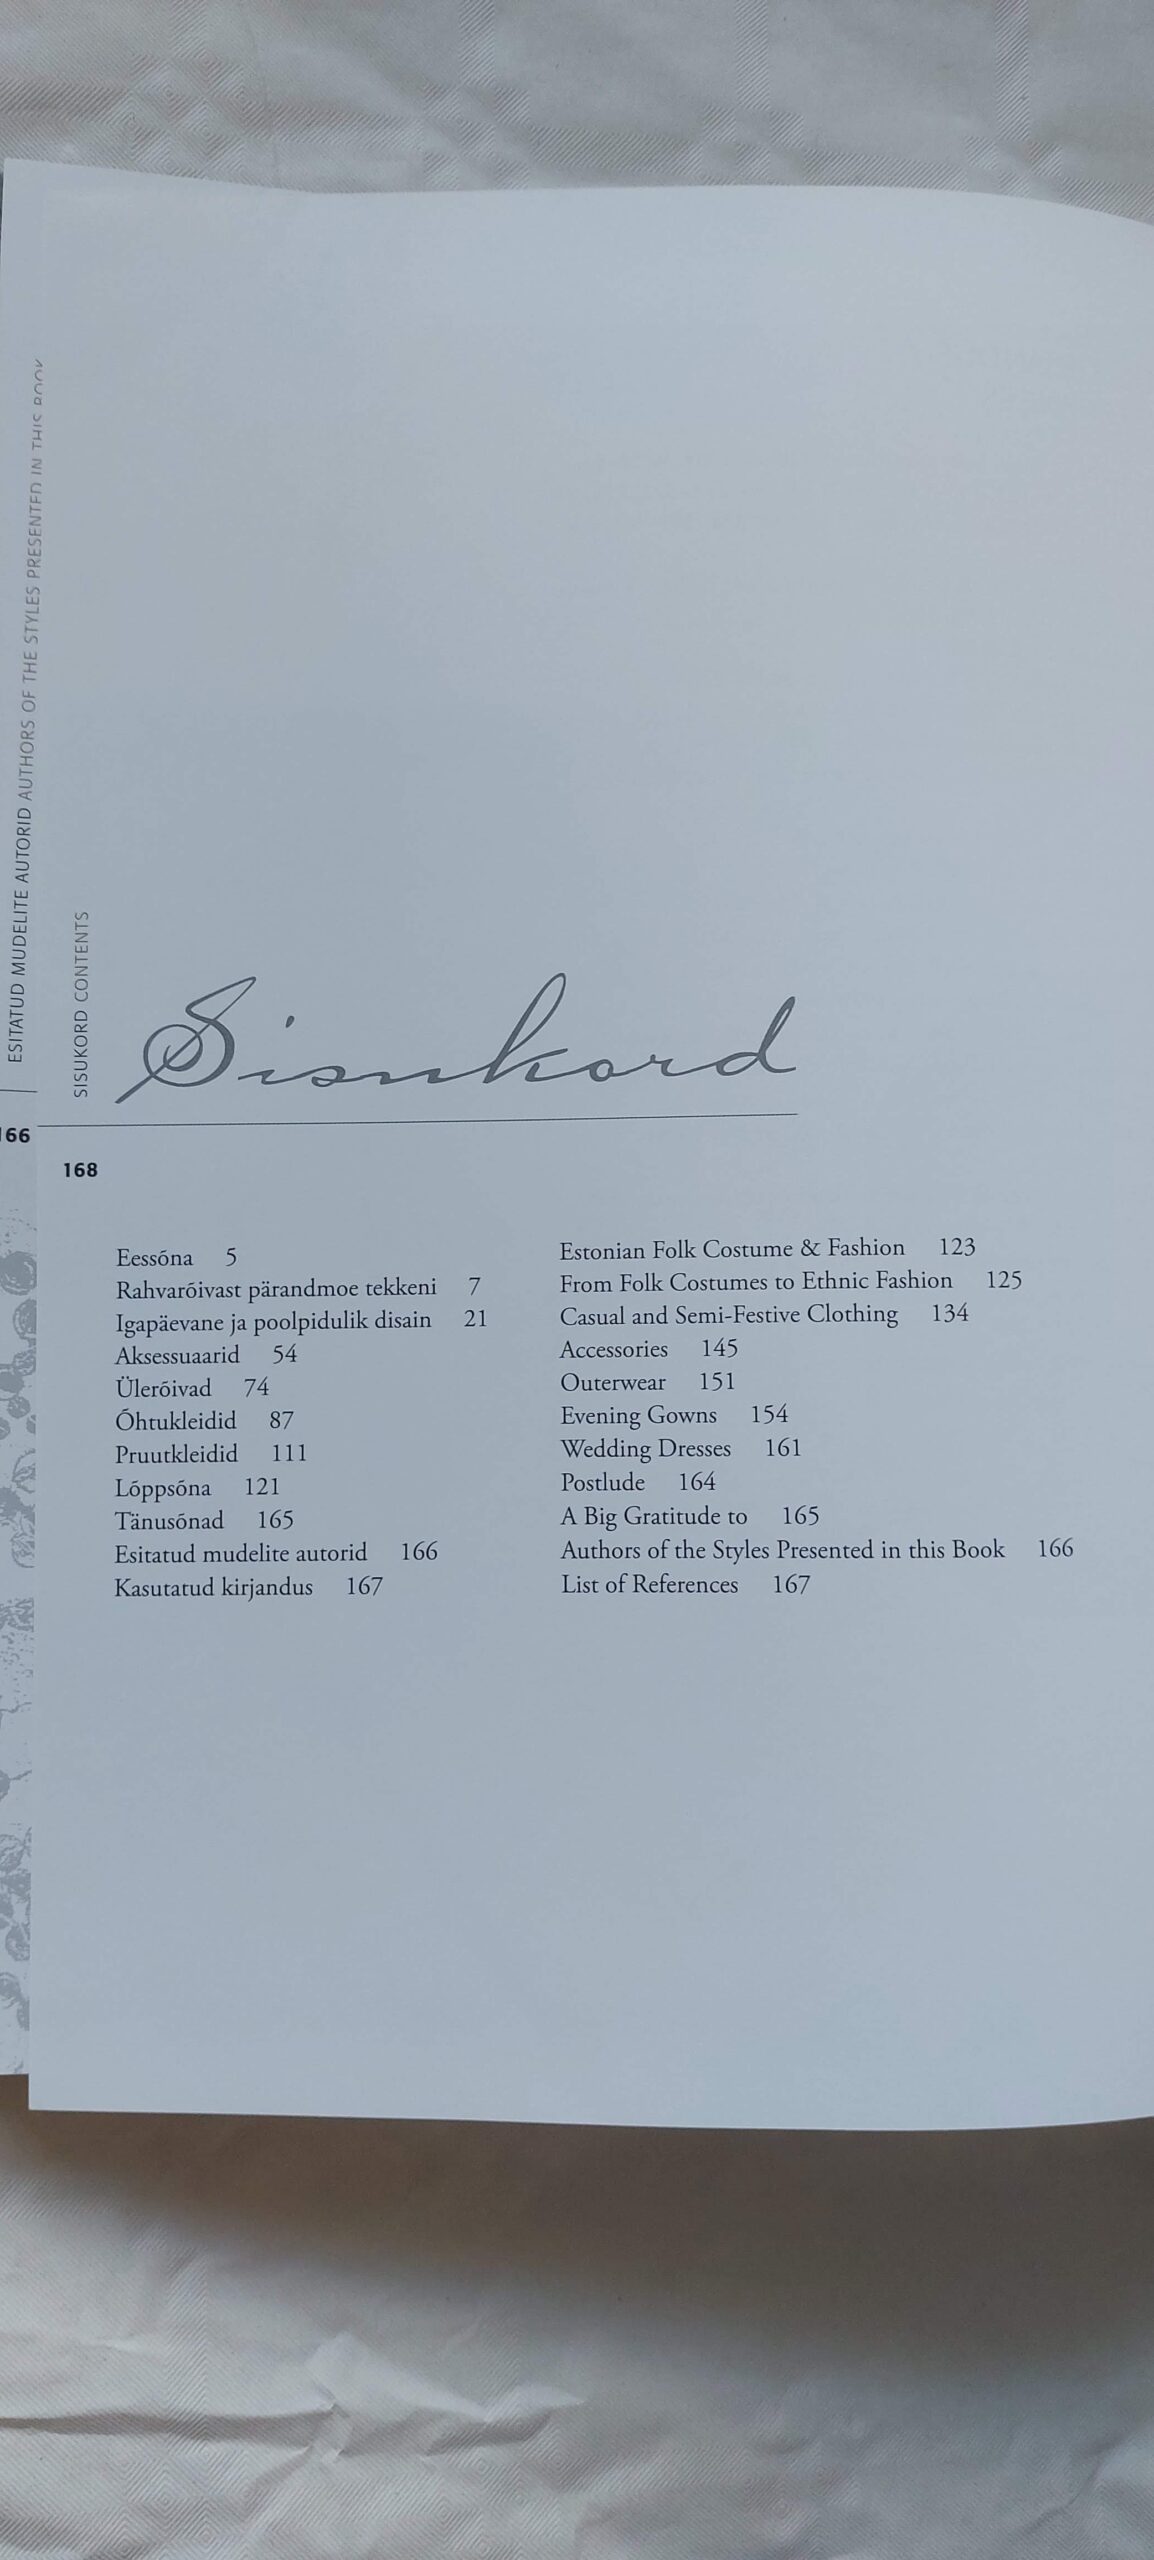 ESITATUD MUDELITE AUTORID AUTHORS OF THE STYLES PRESENTED IN THIS BOOK
166
SISUKORD CONTENTS
Sisukord
168
Eessõna 5
Rahvarõivast pärandmoe tekkeni 7
Igapäevane ja poolpidulik disain 21
Aksessuaarid 54
Ülerõivad 74
Õhtukleidid 87
Pruutkleidid 111
Lõppsõna 121
Tänusõnad 165
Esitatud mudelite autorid 166
Kasutatud kirjandus 167
Estonian Folk Costume & Fashion 123
From Folk Costumes to Ethnic Fashion 125
Casual and Semi-Festive Clothing 134
Accessories 145
Outerwear 151
Evening Gowns 154
Wedding Dresses 161
Postlude 164
A Big Gratitude to 165
Authors of the Styles Presented in this Book 166
List of References 167